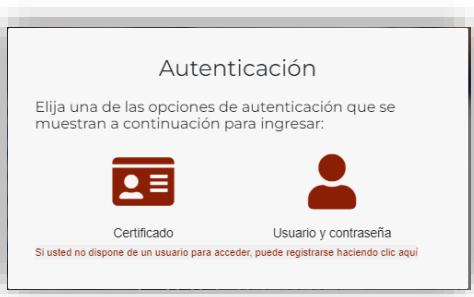 Autenticación
Elija una de las opciones de autenticación que se
muestran a continuación para ingresar:
Certificado
Usuario y contraseña
Si usted no dispone de un usuario para acceder, puede registrarse haciendo clic aquí